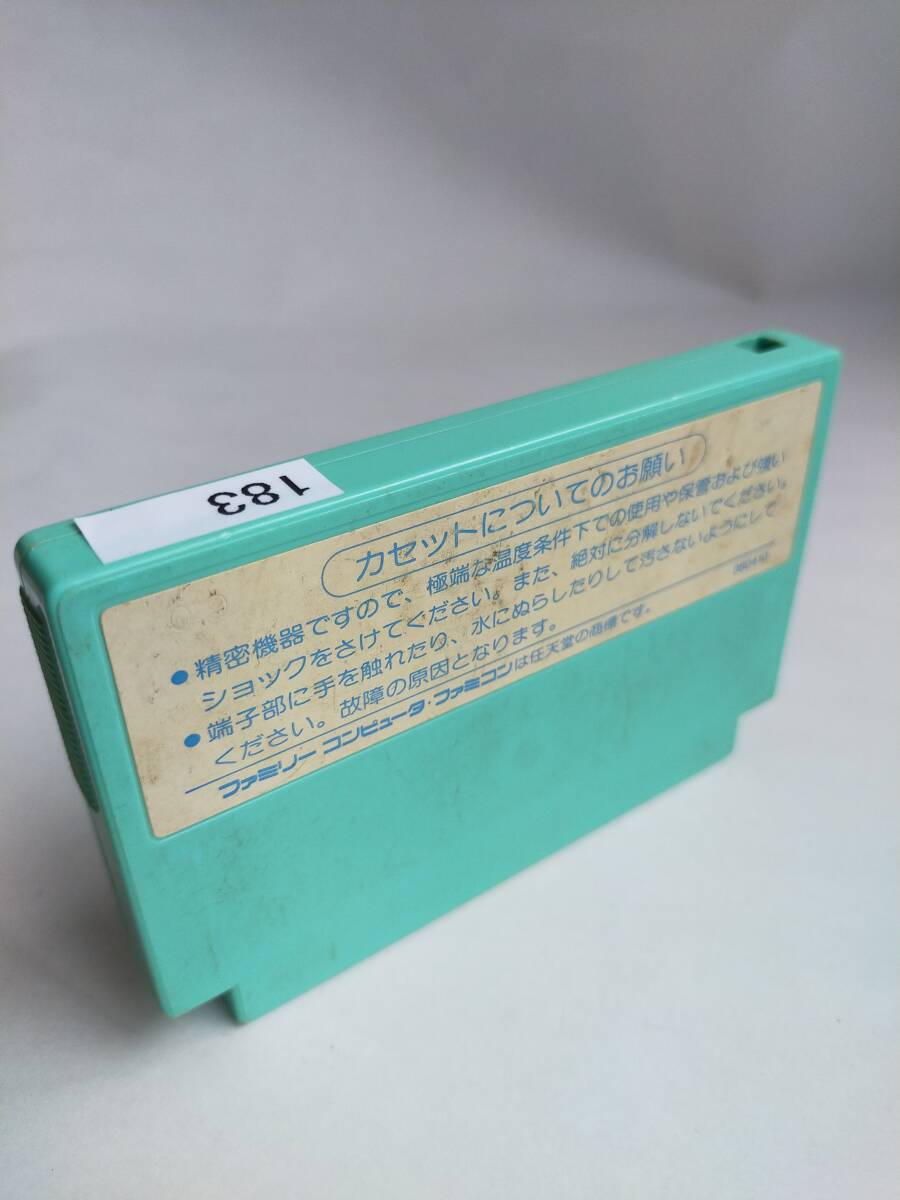 183
カセットについてのお願い
●精密機器ですので、極端な温度条件下での使用や保管および強い
ショックをさけてください。また、絶対に分解しないでください。
●端子部に手を触れたり、水にぬらしたりして汚さないようにして
ください。故障の原因となります。
ファミリーコンピュータ・ファミコンは任天堂の商標です。